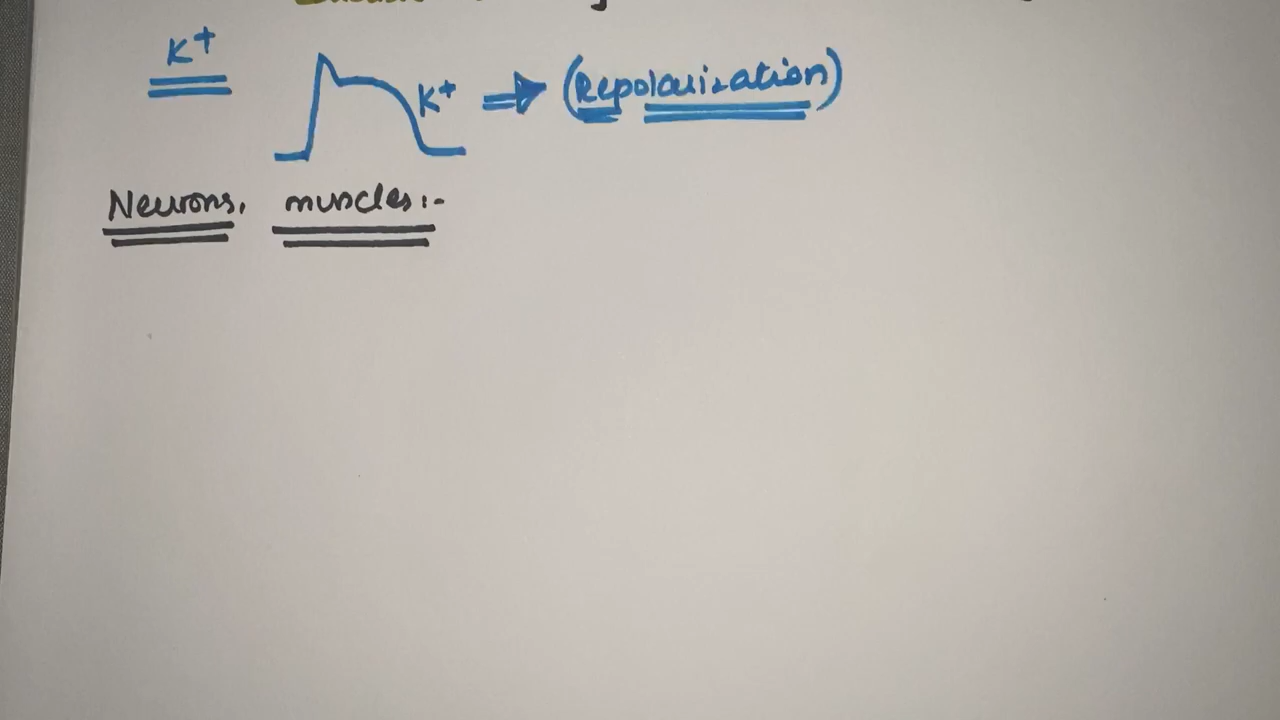 K+
K+ ⇒ (Repolarization)
Neurons, muscles:-